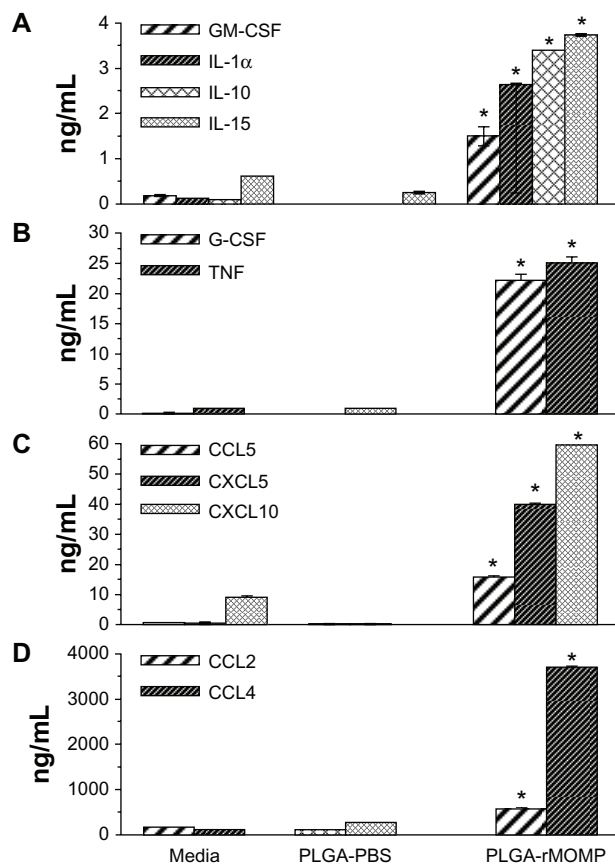 A
4
3
2
1
0
ng/mL
GM-CSF
IL-1α
IL-10
IL-15
*
*
*
*
B
30
25
20
15
10
5
0
ng/mL
G-CSF
TNF
*
*
C
60
50
40
30
20
10
0
ng/mL
CCL5
CXCL5
CXCL10
*
*
*
D
4000
3000
2000
1000
0
ng/mL
CCL2
CCL4
*
*
Media
PLGA-PBS
PLGA-rMOMP